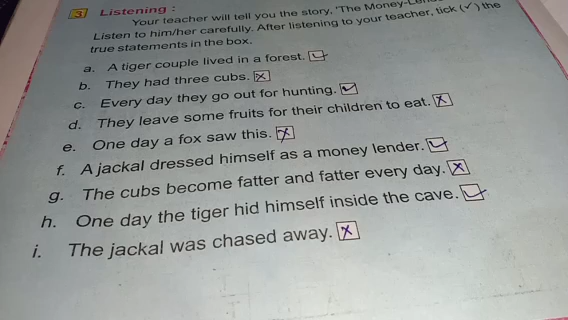 3 Listening :
Your teacher will tell you the story, 'The Money-
Listen to him/her carefully. After listening to your teacher, tick (✓) the
true statements in the box.
a. A tiger couple lived in a forest. ✓
b. They had three cubs. x
c. Every day they go out for hunting. ✓
d. They leave some fruits for their children to eat. x
e. One day a fox saw this. x
f. A jackal dressed himself as a money lender. ✓
g. The cubs become fatter and fatter every day. x
h. One day the tiger hid himself inside the cave. ✓
i. The jackal was chased away. x